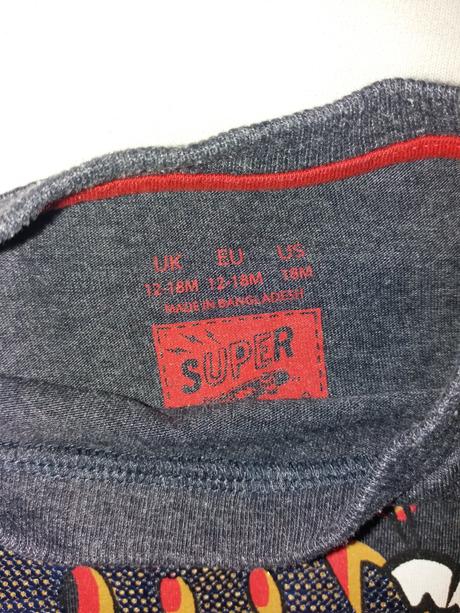 UK EU US
12-18M 12-18M 18M
MADE IN BANGLADESH
SUPER